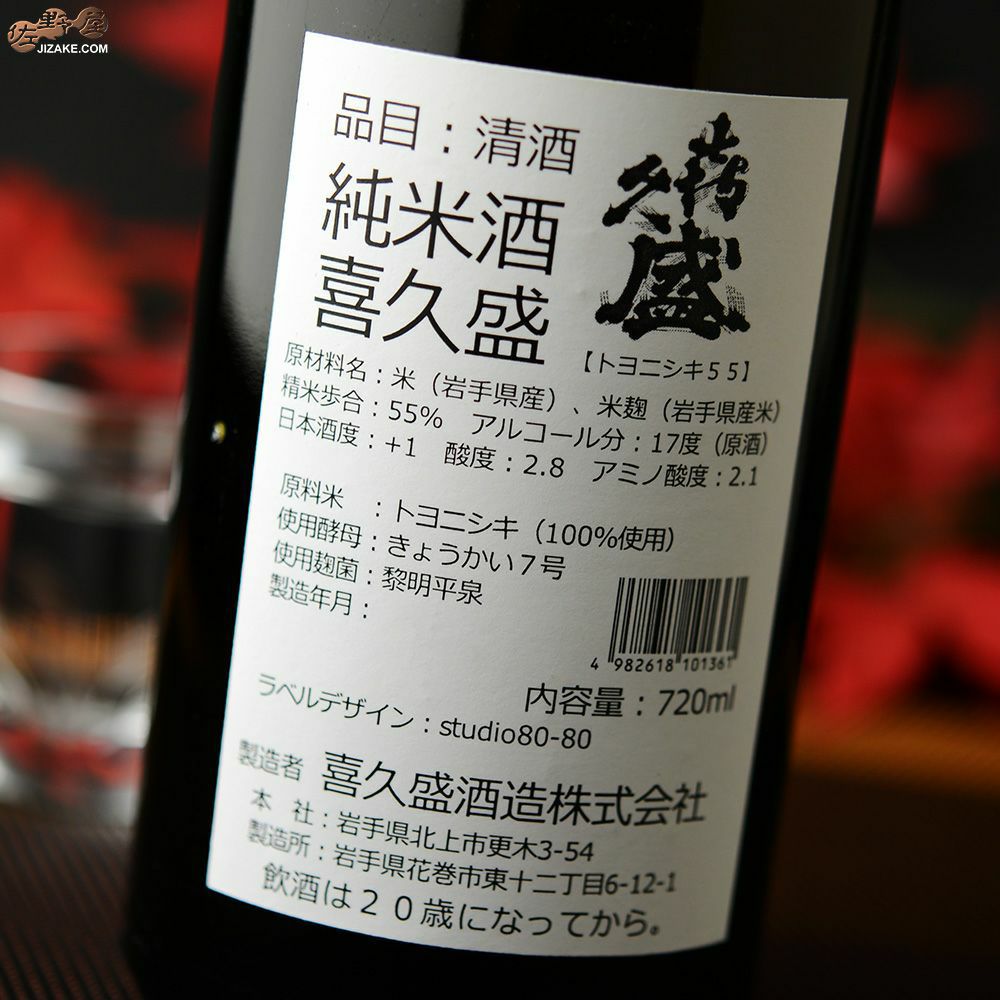 佐野屋
JIZAKE.COM
品目：清酒
純米酒
喜久盛
喜久盛
【トヨニシキ５５】
原材料名：米（岩手県産）、米麹（岩手県産米）
精米歩合：55%　アルコール分：17度（原酒）
日本酒度：+1　酸度：2.8　アミノ酸度：2.1
原料米　：トヨニシキ（100%使用）
使用酵母：きょうかい７号
使用麹菌：黎明平泉
製造年月：
4 982618 101361
内容量：720ml
ラベルデザイン：studio80-80
製造者　喜久盛酒造株式会社
本　社：岩手県北上市更木3-54
製造所：岩手県花巻市東十二丁目6-12-1
飲酒は２０歳になってから。